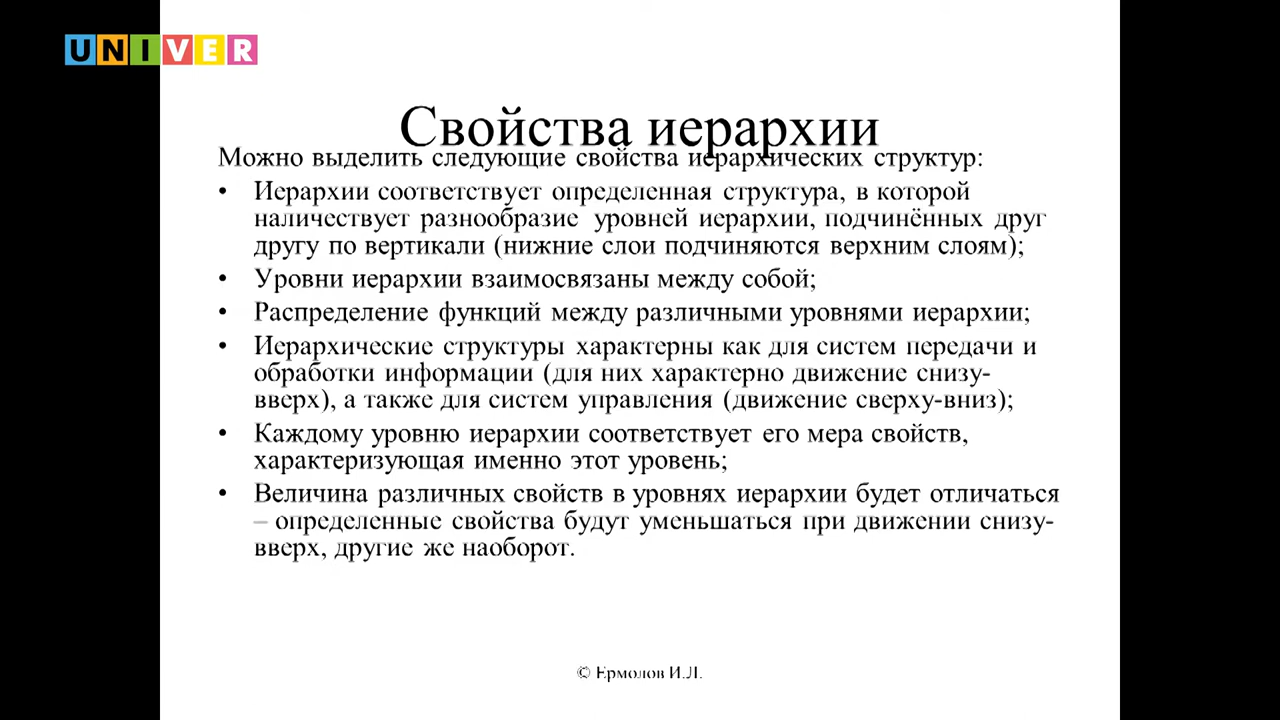 UNIVER
Свойства иерархии
Можно выделить следующие свойства иерархических структур:
• Иерархии соответствует определенная структура, в которой
наличествует разнообразие уровней иерархии, подчинённых друг
другу по вертикали (нижние слои подчиняются верхним слоям);
• Уровни иерархии взаимосвязаны между собой;
• Распределение функций между различными уровнями иерархии;
• Иерархические структуры характерны как для систем передачи и
обработки информации (для них характерно движение снизу-
вверх), а также для систем управления (движение сверху-вниз);
• Каждому уровню иерархии соответствует его мера свойств,
характеризующая именно этот уровень;
• Величина различных свойств в уровнях иерархии будет отличаться
– определенные свойства будут уменьшаться при движении снизу-
вверх, другие же наоборот.
© Ермолов И.Л.